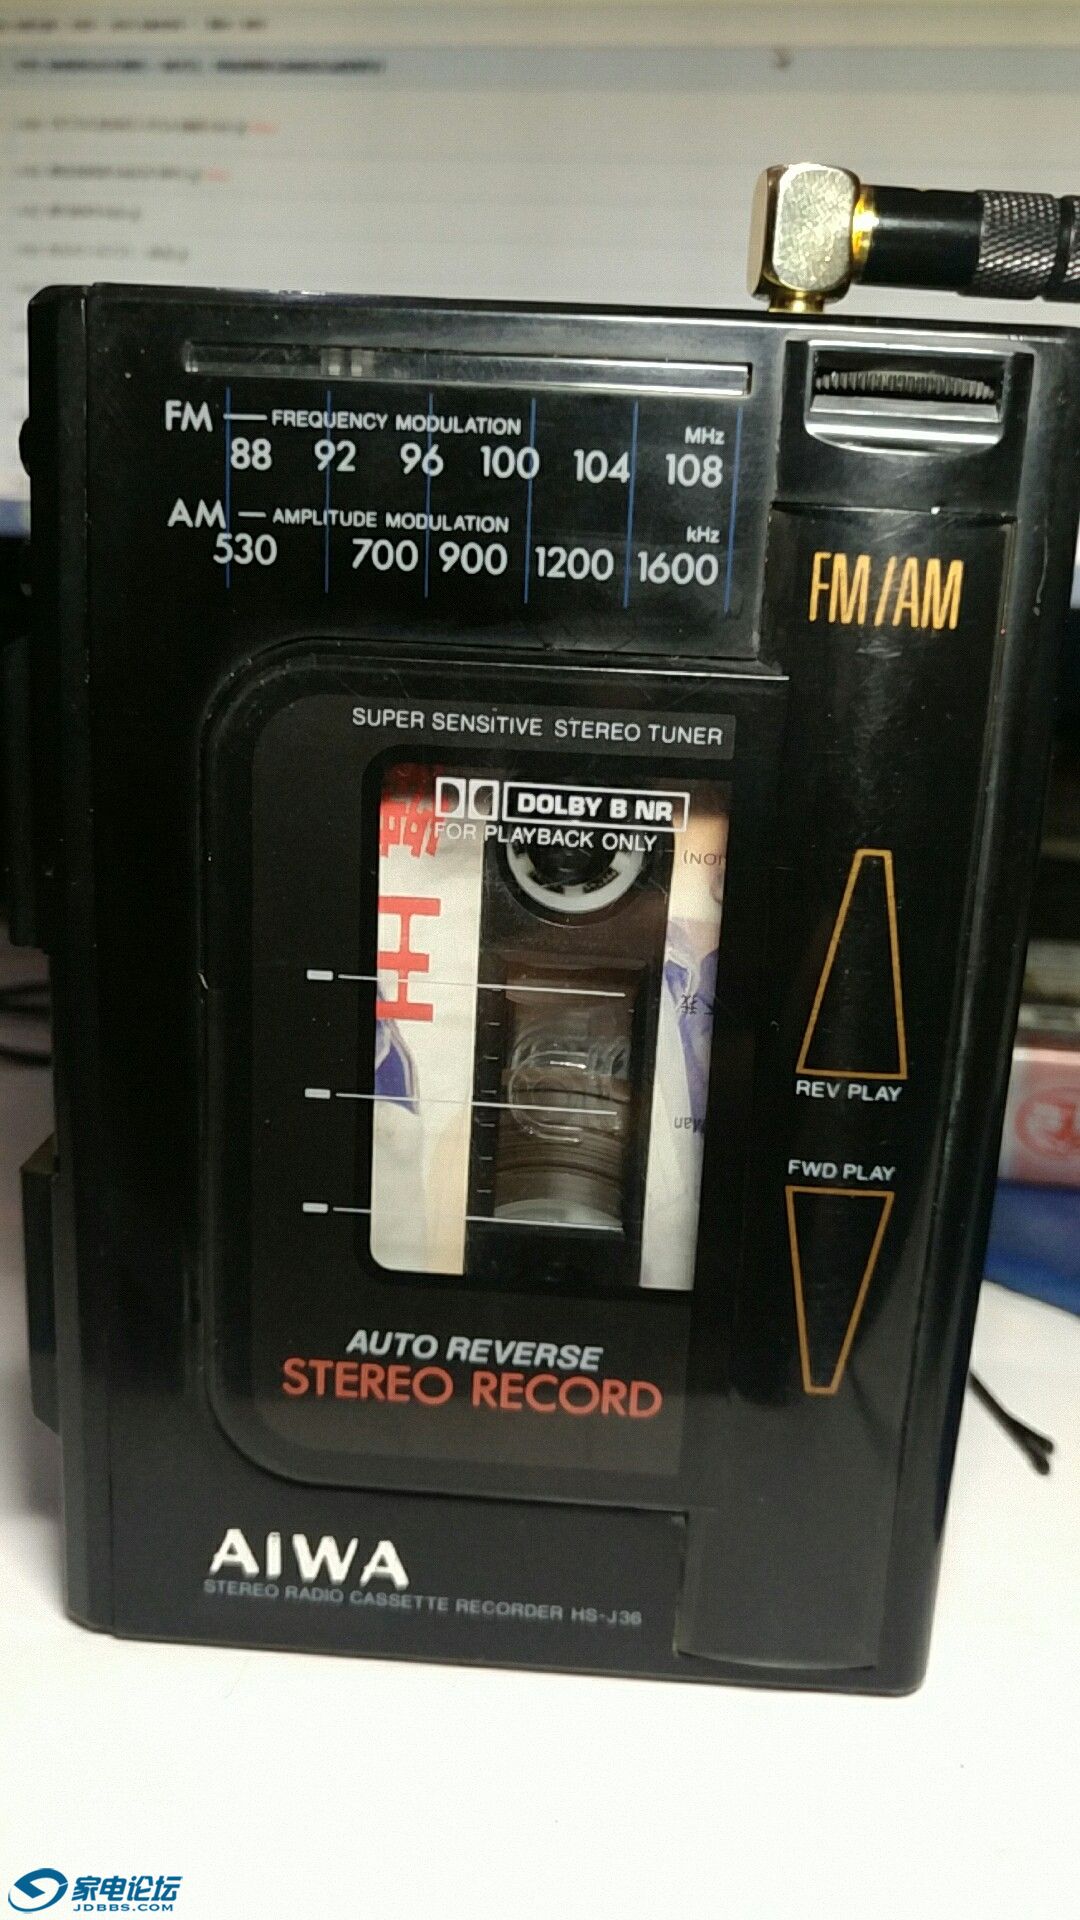 FM — FREQUENCY MODULATION MHz
88 92 96 100 104 108
AM — AMPLITUDE MODULATION kHz
530 700 900 1200 1600
FM/AM
SUPER SENSITIVE STEREO TUNER
DOLBY B NR
FOR PLAYBACK ONLY
REV PLAY
FWD PLAY
AUTO REVERSE
STEREO RECORD
AIWA
STEREO RADIO CASSETTE RECORDER HS-J36
家电论坛
JDBBS.COM